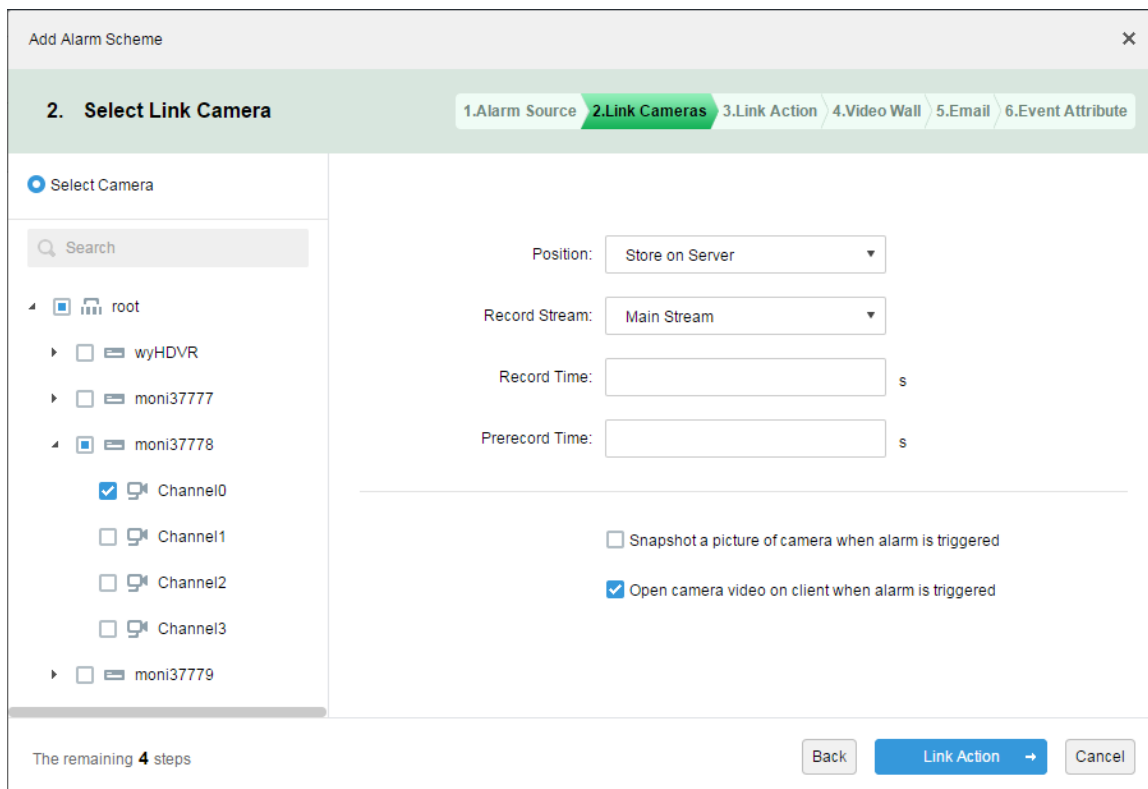 Add Alarm Scheme
2. Select Link Camera
1.Alarm Source 2.Link Cameras 3.Link Action 4.Video Wall 5.Email 6.Event Attribute
Select Camera
Search
root
wyHDVR
moni37777
moni37778
Channel0
Channel1
Channel2
Channel3
moni37779
Position: Store on Server
Record Stream: Main Stream
Record Time: s
Prerecord Time: s
Snapshot a picture of camera when alarm is triggered
Open camera video on client when alarm is triggered
The remaining 4 steps
Back Link Action Cancel